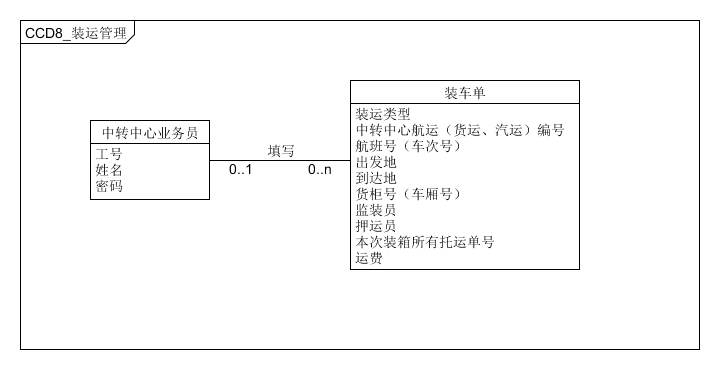 CCD8_装运管理
中转中心业务员
工号
姓名
密码
填写
0..1
0..n
装车单
装运类型
中转中心航运（货运、汽运）编号
航班号（车次号）
出发地
到达地
货柜号（车厢号）
监装员
押运员
本次装箱所有托运单号
运费